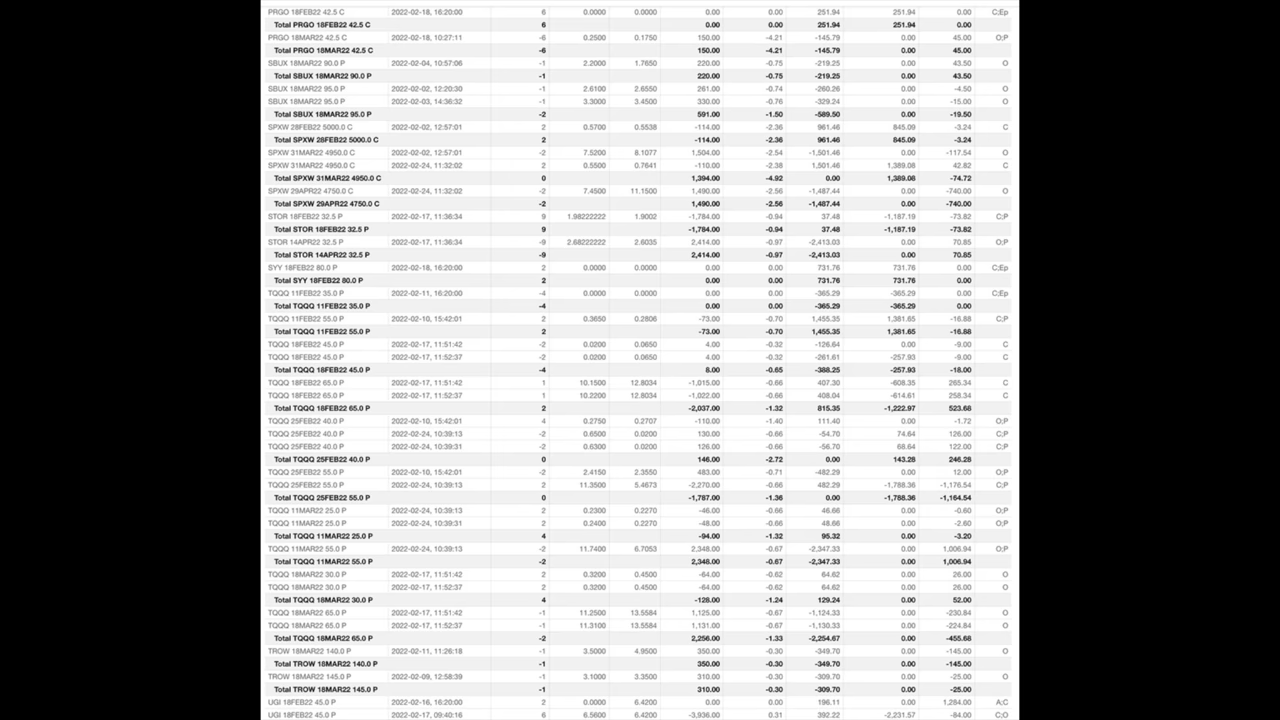 PRGO 18FEB22 42.5 C 2022-02-18, 16:20:00 6 0.0000 0.0000 0.00 0.00 251.94 251.94 0.00 C;Ep
Total PRGO 18FEB22 42.5 C 6 0.00 0.00 251.94 251.94 0.00
PRGO 18MAR22 42.5 C 2022-02-18, 10:27:11 -6 0.2500 0.1750 150.00 -4.21 -145.79 0.00 45.00 O;P
Total PRGO 18MAR22 42.5 C -6 150.00 -4.21 -145.79 0.00 45.00
SBUX 18MAR22 90.0 P 2022-02-04, 10:57:06 -1 2.2000 1.7650 220.00 -0.75 -219.25 0.00 43.50 O
Total SBUX 18MAR22 90.0 P -1 220.00 -0.75 -219.25 0.00 43.50
SBUX 18MAR22 95.0 P 2022-02-02, 12:20:30 -1 2.6100 2.6550 261.00 -0.74 -260.26 0.00 -4.50 O
SBUX 18MAR22 95.0 P 2022-02-03, 14:36:32 -1 3.3000 3.4500 330.00 -0.76 -329.24 0.00 -15.00 O
Total SBUX 18MAR22 95.0 P -2 591.00 -1.50 -589.50 0.00 -19.50
SPXW 28FEB22 5000.0 C 2022-02-02, 12:57:01 2 0.5700 0.5538 -114.00 -2.36 961.46 845.09 -3.24 C
Total SPXW 28FEB22 5000.0 C 2 -114.00 -2.36 961.46 845.09 -3.24
SPXW 31MAR22 4950.0 C 2022-02-02, 12:57:01 -2 7.5200 8.1077 1,504.00 -2.54 -1,501.46 0.00 -117.54 O
SPXW 31MAR22 4950.0 C 2022-02-24, 11:32:02 2 0.5500 0.7641 -110.00 -2.38 1,501.46 1,389.08 42.82 C
Total SPXW 31MAR22 4950.0 C 0 1,394.00 -4.92 0.00 1,389.08 -74.72
SPXW 29APR22 4750.0 C 2022-02-24, 11:32:02 -2 7.4500 11.1500 1,490.00 -2.56 -1,487.44 0.00 -740.00 O
Total SPXW 29APR22 4750.0 C -2 1,490.00 -2.56 -1,487.44 0.00 -740.00
STOR 18FEB22 32.5 P 2022-02-17, 11:36:34 9 1.98222222 1.9002 -1,784.00 -0.94 37.48 -1,187.19 -73.82 C;P
Total STOR 18FEB22 32.5 P 9 -1,784.00 -0.94 37.48 -1,187.19 -73.82
STOR 14APR22 32.5 P 2022-02-17, 11:36:34 -9 2.68222222 2.6035 2,414.00 -0.97 -2,413.03 0.00 70.85 O;P
Total STOR 14APR22 32.5 P -9 2,414.00 -0.97 -2,413.03 0.00 70.85
SYY 18FEB22 80.0 P 2022-02-18, 16:20:00 2 0.0000 0.0000 0.00 0.00 731.76 731.76 0.00 C;Ep
Total SYY 18FEB22 80.0 P 2 0.00 0.00 731.76 731.76 0.00
TQQQ 11FEB22 35.0 P 2022-02-11, 16:20:00 -4 0.0000 0.0000 0.00 0.00 -365.29 -365.29 0.00 C;Ep
Total TQQQ 11FEB22 35.0 P -4 0.00 0.00 -365.29 -365.29 0.00
TQQQ 11FEB22 55.0 P 2022-02-10, 15:42:01 2 0.3650 0.2806 -73.00 -0.70 1,455.35 1,381.65 -16.88 C;P
Total TQQQ 11FEB22 55.0 P 2 -73.00 -0.70 1,455.35 1,381.65 -16.88
TQQQ 18FEB22 45.0 P 2022-02-17, 11:51:42 -2 0.0200 0.0650 4.00 -0.32 -126.64 0.00 -9.00 C
TQQQ 18FEB22 45.0 P 2022-02-17, 11:52:37 -2 0.0200 0.0650 4.00 -0.32 -261.61 -257.93 -9.00 C
Total TQQQ 18FEB22 45.0 P -4 8.00 -0.65 -388.25 -257.93 -18.00
TQQQ 18FEB22 65.0 P 2022-02-17, 11:51:42 1 10.1500 12.8034 -1,015.00 -0.66 407.30 -608.35 265.34 C
TQQQ 18FEB22 65.0 P 2022-02-17, 11:52:37 1 10.2200 12.8034 -1,022.00 -0.66 408.04 -614.61 258.34 C
Total TQQQ 18FEB22 65.0 P 2 -2,037.00 -1.32 815.35 -1,222.97 523.68
TQQQ 25FEB22 40.0 P 2022-02-10, 15:42:01 4 0.2750 0.2707 -110.00 -1.40 111.40 0.00 -1.72 O;P
TQQQ 25FEB22 40.0 P 2022-02-24, 10:39:13 -2 0.6500 0.0200 130.00 -0.66 -54.70 74.64 126.00 C;P
TQQQ 25FEB22 40.0 P 2022-02-24, 10:39:31 -2 0.6300 0.0200 126.00 -0.66 -56.70 68.64 122.00 C;P
Total TQQQ 25FEB22 40.0 P 0 146.00 -2.72 0.00 143.28 246.28
TQQQ 25FEB22 55.0 P 2022-02-10, 15:42:01 -2 2.4150 2.3550 483.00 -0.71 -482.29 0.00 12.00 O;P
TQQQ 25FEB22 55.0 P 2022-02-24, 10:39:13 2 11.3500 5.4673 -2,270.00 -0.66 482.29 -1,788.36 -1,176.54 C;P
Total TQQQ 25FEB22 55.0 P 0 -1,787.00 -1.36 0.00 -1,788.36 -1,164.54
TQQQ 11MAR22 25.0 P 2022-02-24, 10:39:13 2 0.2300 0.2270 -46.00 -0.66 46.66 0.00 -0.60 O;P
TQQQ 11MAR22 25.0 P 2022-02-24, 10:39:31 2 0.2400 0.2270 -48.00 -0.66 48.66 0.00 -2.60 O;P
Total TQQQ 11MAR22 25.0 P 4 -94.00 -1.32 95.32 0.00 -3.20
TQQQ 11MAR22 55.0 P 2022-02-24, 10:39:13 -2 11.7400 6.7053 2,348.00 -0.67 -2,347.33 0.00 1,006.94 O;P
Total TQQQ 11MAR22 55.0 P -2 2,348.00 -0.67 -2,347.33 0.00 1,006.94
TQQQ 18MAR22 30.0 P 2022-02-17, 11:51:42 2 0.3200 0.4500 -64.00 -0.62 64.62 0.00 26.00 O
TQQQ 18MAR22 30.0 P 2022-02-17, 11:52:37 2 0.3200 0.4500 -64.00 -0.62 64.62 0.00 26.00 O
Total TQQQ 18MAR22 30.0 P 4 -128.00 -1.24 129.24 0.00 52.00
TQQQ 18MAR22 65.0 P 2022-02-17, 11:51:42 -1 11.2500 13.5584 1,125.00 -0.67 -1,124.33 0.00 -230.84 O
TQQQ 18MAR22 65.0 P 2022-02-17, 11:52:37 -1 11.3100 13.5584 1,131.00 -0.67 -1,130.33 0.00 -224.84 O
Total TQQQ 18MAR22 65.0 P -2 2,256.00 -1.33 -2,254.67 0.00 -455.68
TROW 18MAR22 140.0 P 2022-02-11, 11:26:18 -1 3.5000 4.9500 350.00 -0.30 -349.70 0.00 -145.00 O
Total TROW 18MAR22 140.0 P -1 350.00 -0.30 -349.70 0.00 -145.00
TROW 18MAR22 145.0 P 2022-02-09, 12:58:39 -1 3.1000 3.3500 310.00 -0.30 -309.70 0.00 -25.00 O
Total TROW 18MAR22 145.0 P -1 310.00 -0.30 -309.70 0.00 -25.00
UGI 18FEB22 45.0 P 2022-02-16, 16:20:00 2 0.0000 6.4200 0.00 0.00 196.11 0.00 1,284.00 A;C
UGI 18FEB22 45.0 P 2022-02-17, 09:40:16 6 6.5600 6.4200 -3,936.00 0.31 392.22 -2,231.57 -84.00 C;O